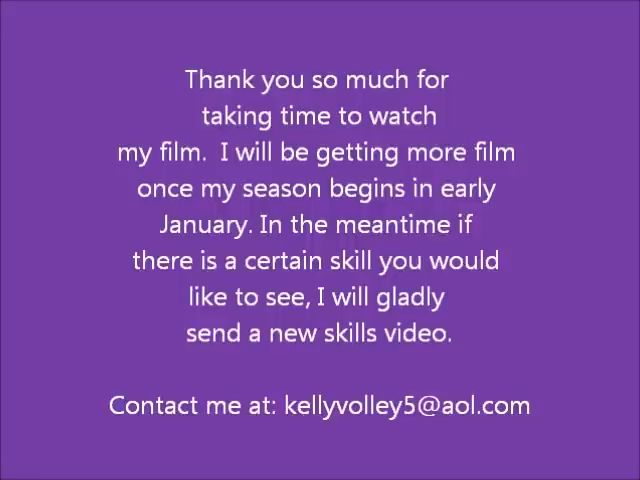 Thank you so much for
taking time to watch
my film.  I will be getting more film
once my season begins in early
January. In the meantime if
there is a certain skill you would
like to see, I will gladly
send a new skills video.
Contact me at: kellyvolley5@aol.com